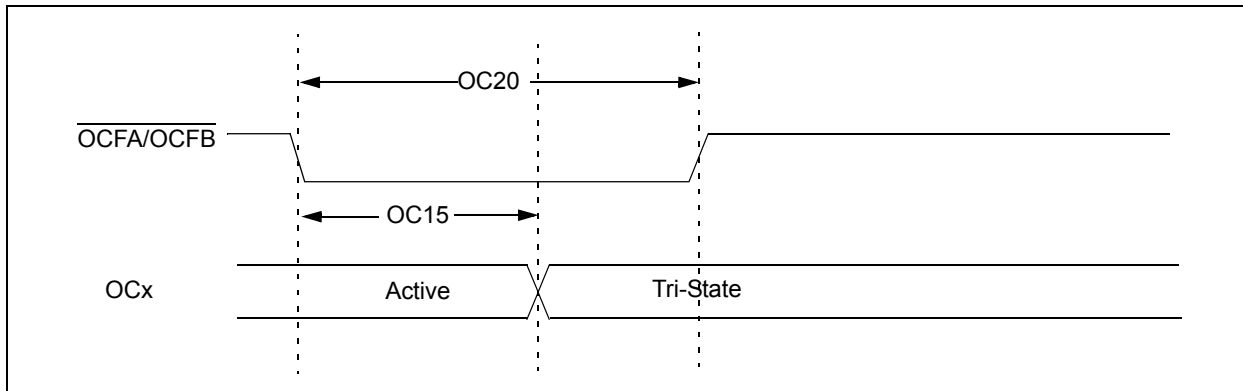 OC20
OCFA/OCFB
OC15
OCx
Active
Tri-State